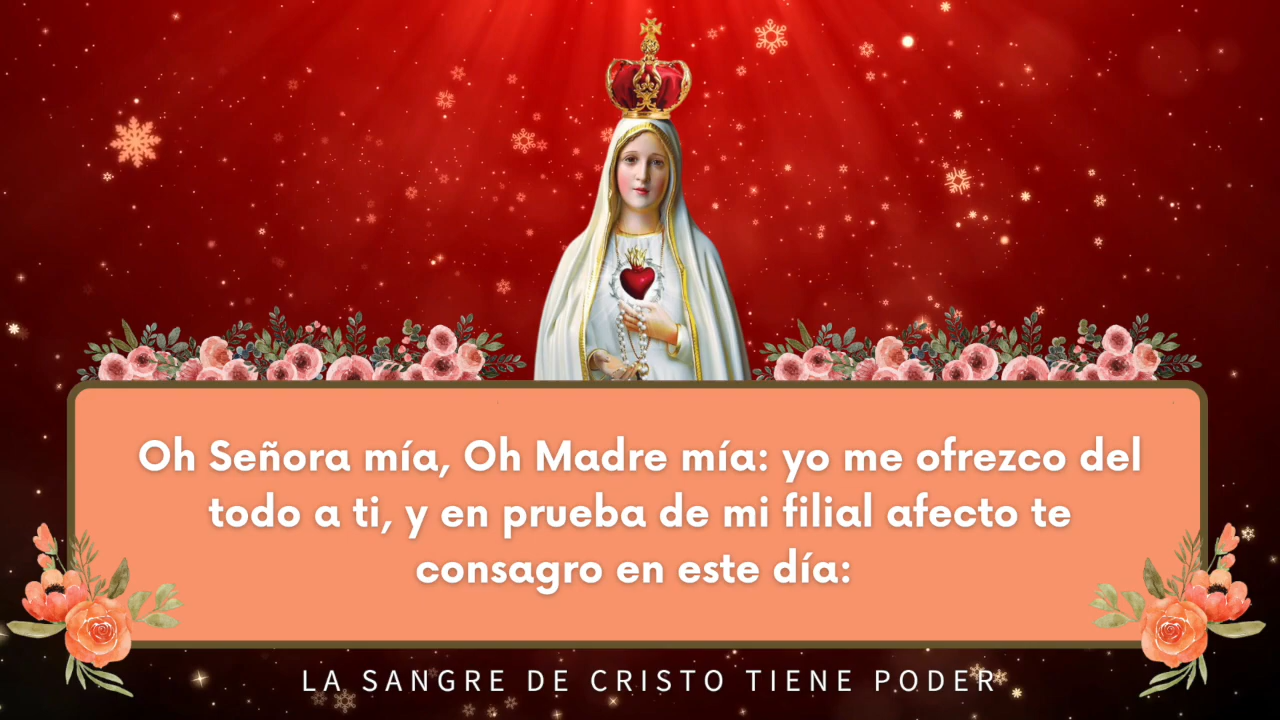 Oh Señora mía, Oh Madre mía: yo me ofrezco del
todo a ti, y en prueba de mi filial afecto te
consagro en este día:
LA SANGRE DE CRISTO TIENE PODER